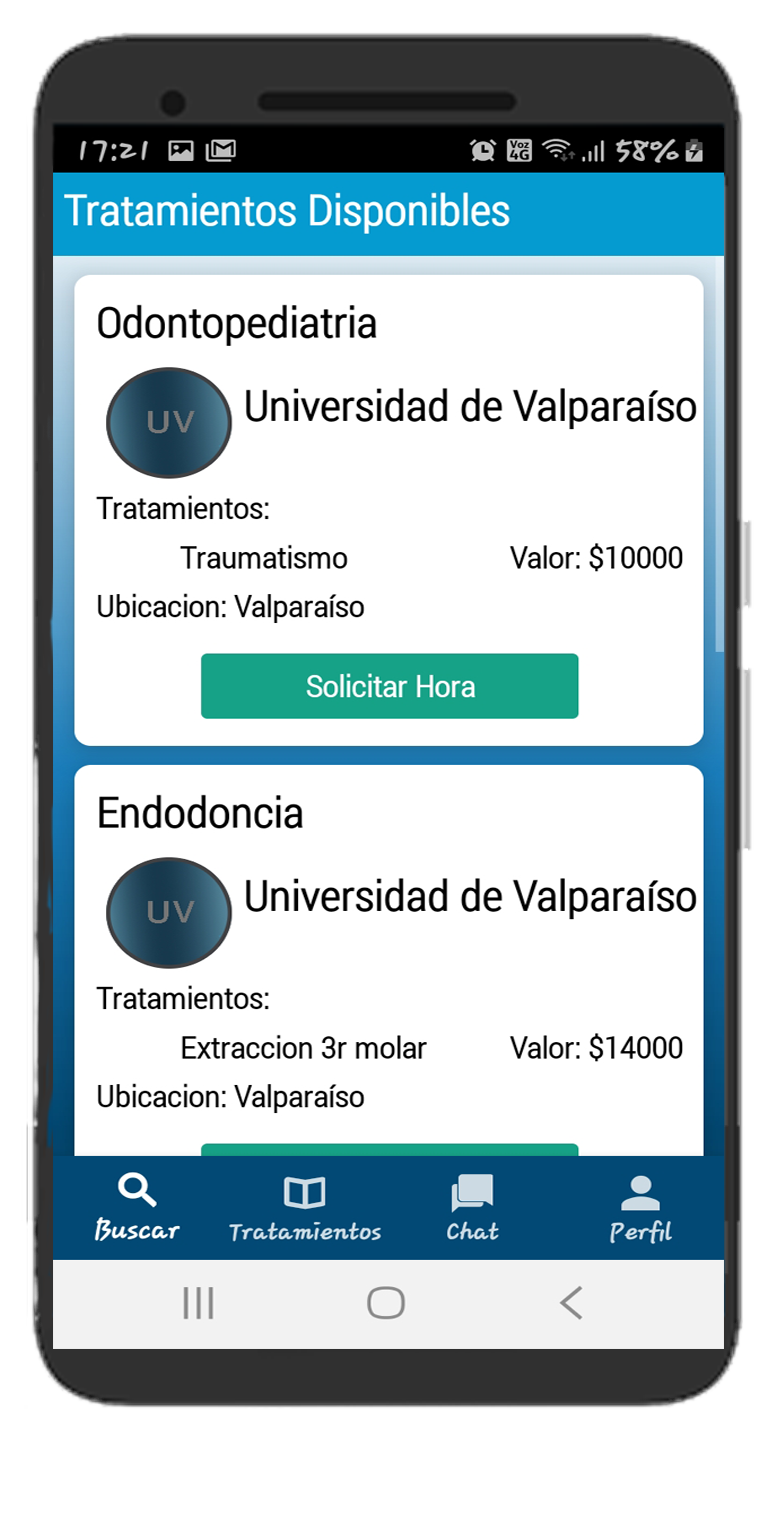 17:21 Voz 4G 58%
Tratamientos Disponibles
Odontopediatria
UV
Universidad de Valparaíso
Tratamientos:
Traumatismo Valor: $10000
Ubicacion: Valparaíso
Solicitar Hora
Endodoncia
UV
Universidad de Valparaíso
Tratamientos:
Extraccion 3r molar Valor: $14000
Ubicacion: Valparaíso
Buscar Tratamientos Chat Perfil